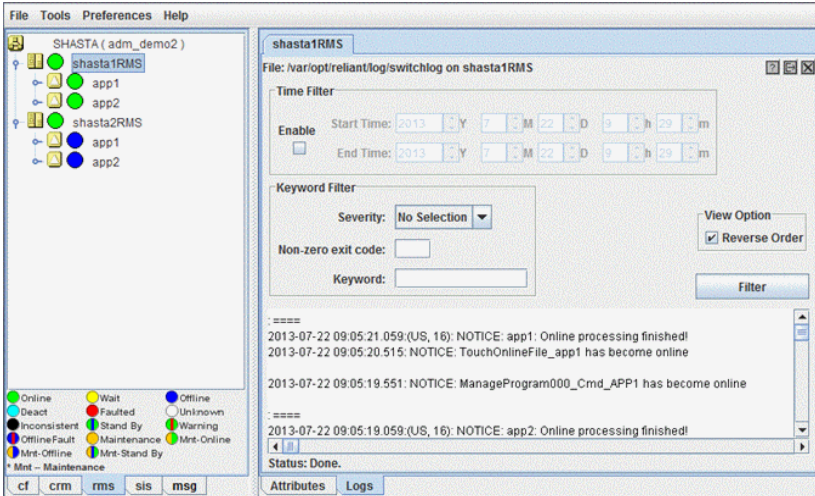 File Tools Preferences Help
SHASTA ( adm_demo2 )
shasta1RMS
app1
app2
shasta2RMS
app1
app2
Online Wait Offline
Deact Faulted Unknown
Inconsistent Stand By Warning
OfflineFault Maintenance Mnt-Online
Mnt-Offline Mnt-Stand By
* Mnt -- Maintenance
cf crm rms sis msg
shasta1RMS
File: /var/opt/reliant/log/switchlog on shasta1RMS
Time Filter
Enable
Start Time: 2013 Y 7 M 22 D 9 h 29 m
End Time: 2013 Y 7 M 22 D 9 h 29 m
Keyword Filter
Severity: No Selection
Non-zero exit code:
Keyword:
View Option
Reverse Order
Filter
: ====
2013-07-22 09:05:21.059:(US, 16): NOTICE: app1: Online processing finished!
2013-07-22 09:05:20.515: NOTICE: TouchOnlineFile_app1 has become online
2013-07-22 09:05:19.551: NOTICE: ManageProgram000_Cmd_APP1 has become online
: ====
2013-07-22 09:05:19.059:(US, 16): NOTICE: app2: Online processing finished!
Status: Done.
Attributes Logs